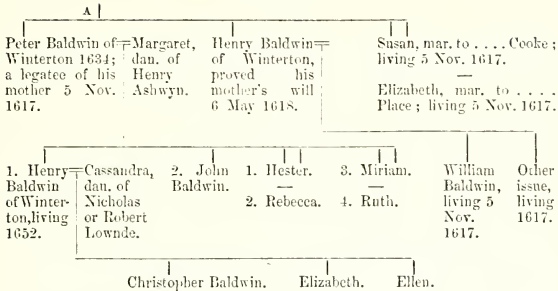 A
Peter Baldwin of
Winterton 1634;
a legatee of his
mother 5 Nov.
1617.
Margaret,
dau. of
Henry
Ashwyn.
Henry Baldwin
of Winterton,
proved his
mother's will
6 May 1618.
Susan, mar. to .... Cooke;
living 5 Nov. 1617.
—
Elizabeth, mar. to ....
Place; living 5 Nov. 1617.
1. Henry
Baldwin
of Winter-
ton, living
1652.
Cassandra,
dau. of
Nicholas
or Robert
Lownde.
2. John
Baldwin.
1. Hester.
—
2. Rebecca.
3. Miriam.
—
4. Ruth.
William
Baldwin,
living 5
Nov.
1617.
Other
issue,
living
1617.
Christopher Baldwin. Elizabeth. Ellen.